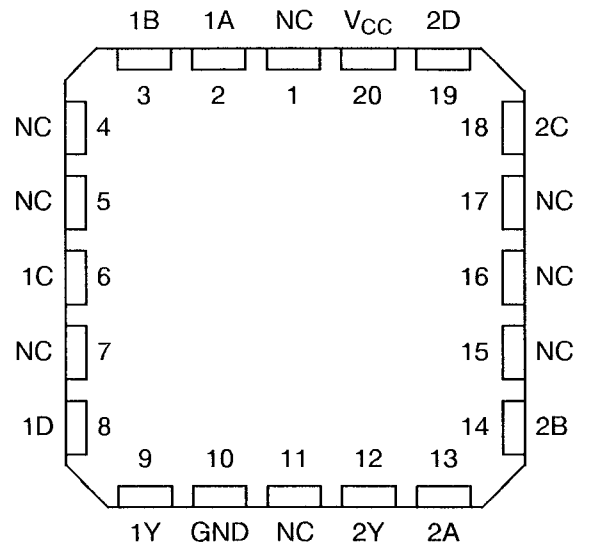 1B 1A NC VCC 2D
3 2 1 20 19
NC 4 18 2C
NC 5 17 NC
1C 6 16 NC
NC 7 15 NC
1D 8 14 2B
9 10 11 12 13
1Y GND NC 2Y 2A